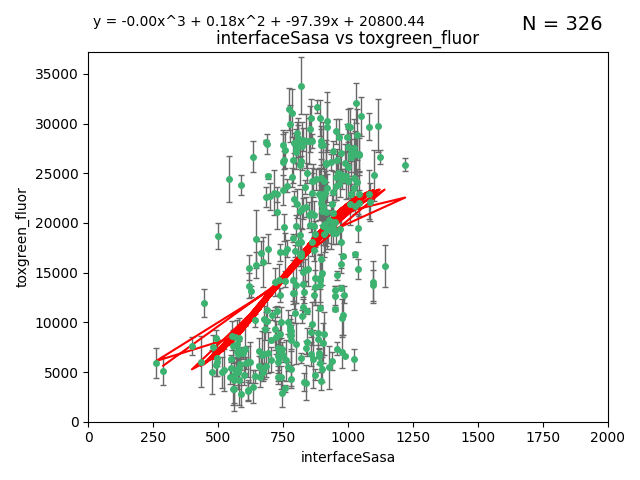 y = -0.00x^3 + 0.18x^2 + -97.39x + 20800.44
N = 326
interfaceSasa vs toxgreen_fluor
35000
30000
25000
20000
15000
10000
5000
0
toxgreen_fluor
0 250 500 750 1000 1250 1500 1750 2000
interfaceSasa